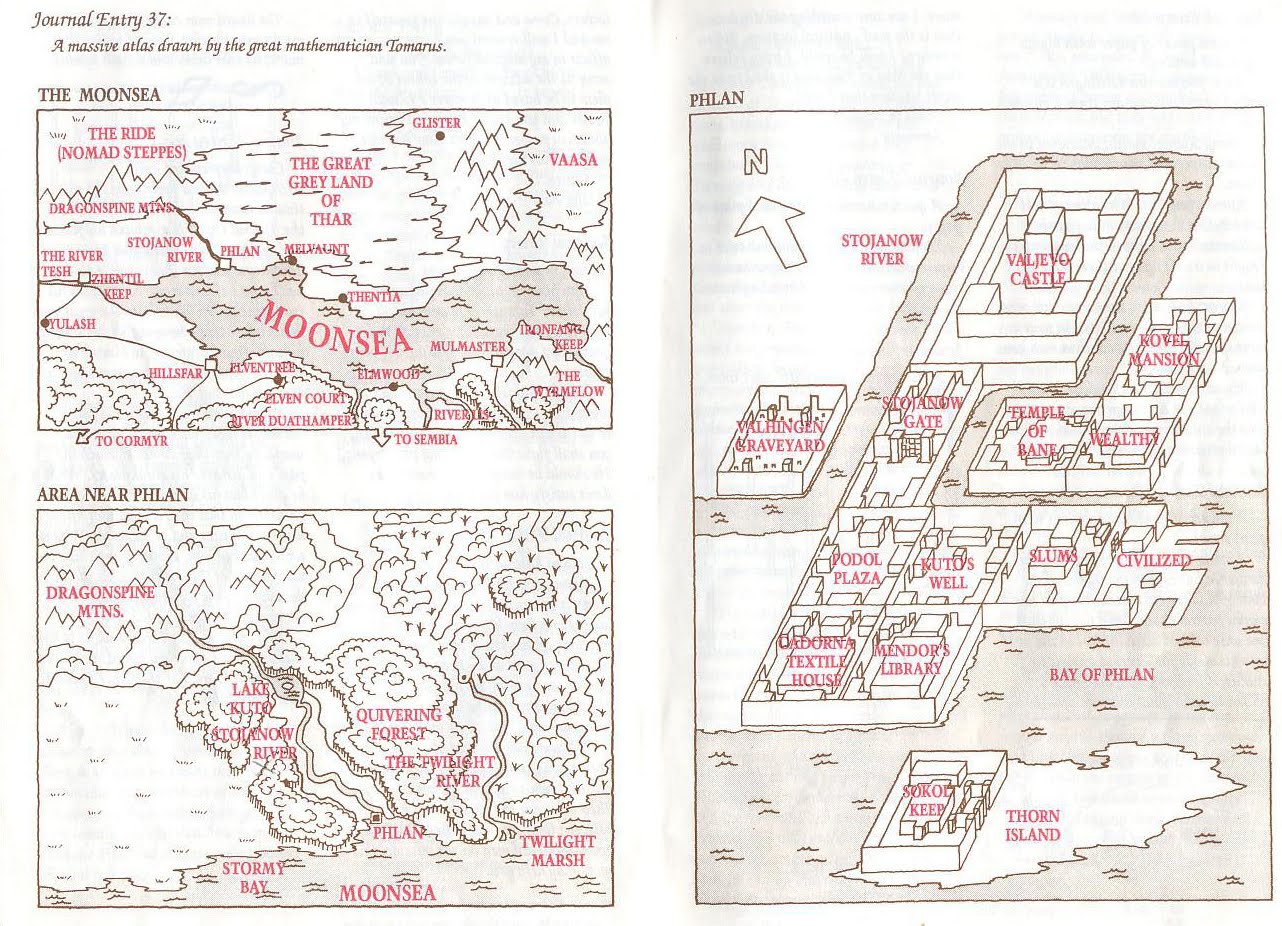 Journal Entry 37:
A massive atlas drawn by the great mathematician Tomarus.
THE MOONSEA
THE RIDE
(NOMAD STEPPES)
GLISTER
THE GREAT
GREY LAND
OF
THAR
VAASA
DRAGONSPINE MTNS.
STOJANOW
RIVER
PHLAN
MELVAUNT
THE RIVER
TESH
ZHENTIL
KEEP
THENTIA
YULASH
MOONSEA
MULMASTER
IRONFANG
KEEP
HILLSFAR
ELVENTREE
ELMWOOD
THE
WYRMFLOW
ELVEN COURT
RIVER DUATHAMPER
RIVER LIS
TO CORMYR
TO SEMBIA
AREA NEAR PHLAN
DRAGONSPINE
MTNS.
LAKE
KUTO
STOJANOW
RIVER
QUIVERING
FOREST
THE TWILIGHT
RIVER
PHLAN
TWILIGHT
MARSH
STORMY
BAY
MOONSEA
PHLAN
N
STOJANOW
RIVER
VALJEVO
CASTLE
KOVEL
MANSION
STOJANOW
GATE
TEMPLE
OF
BANE
WEALTHY
VALHINGEN
GRAVEYARD
PODOL
PLAZA
KUTO'S
WELL
SLUMS
CIVILIZED
CADORNA
TEXTILE
HOUSE
MENDOR'S
LIBRARY
BAY OF PHLAN
SOKOL
KEEP
THORN
ISLAND